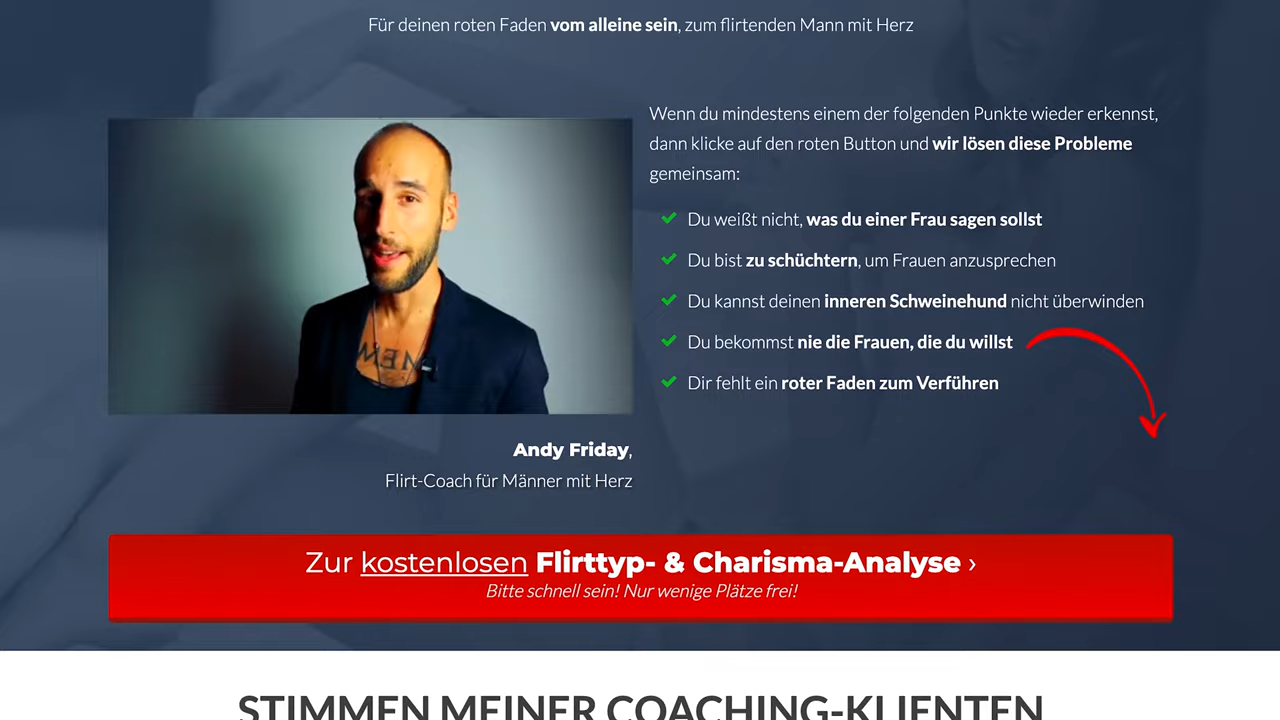 Für deinen roten Faden vom alleine sein, zum flirtenden Mann mit Herz
Wenn du mindestens einem der folgenden Punkte wieder erkennst,
dann klicke auf den roten Button und wir lösen diese Probleme
gemeinsam:
Du weißt nicht, was du einer Frau sagen sollst
Du bist zu schüchtern, um Frauen anzusprechen
Du kannst deinen inneren Schweinehund nicht überwinden
Du bekommst nie die Frauen, die du willst
Dir fehlt ein roter Faden zum Verführen
Andy Friday,
Flirt-Coach für Männer mit Herz
Zur kostenlosen Flirttyp- & Charisma-Analyse ›
Bitte schnell sein! Nur wenige Plätze frei!
STIMMEN MEINER COACHING-KLIENTEN